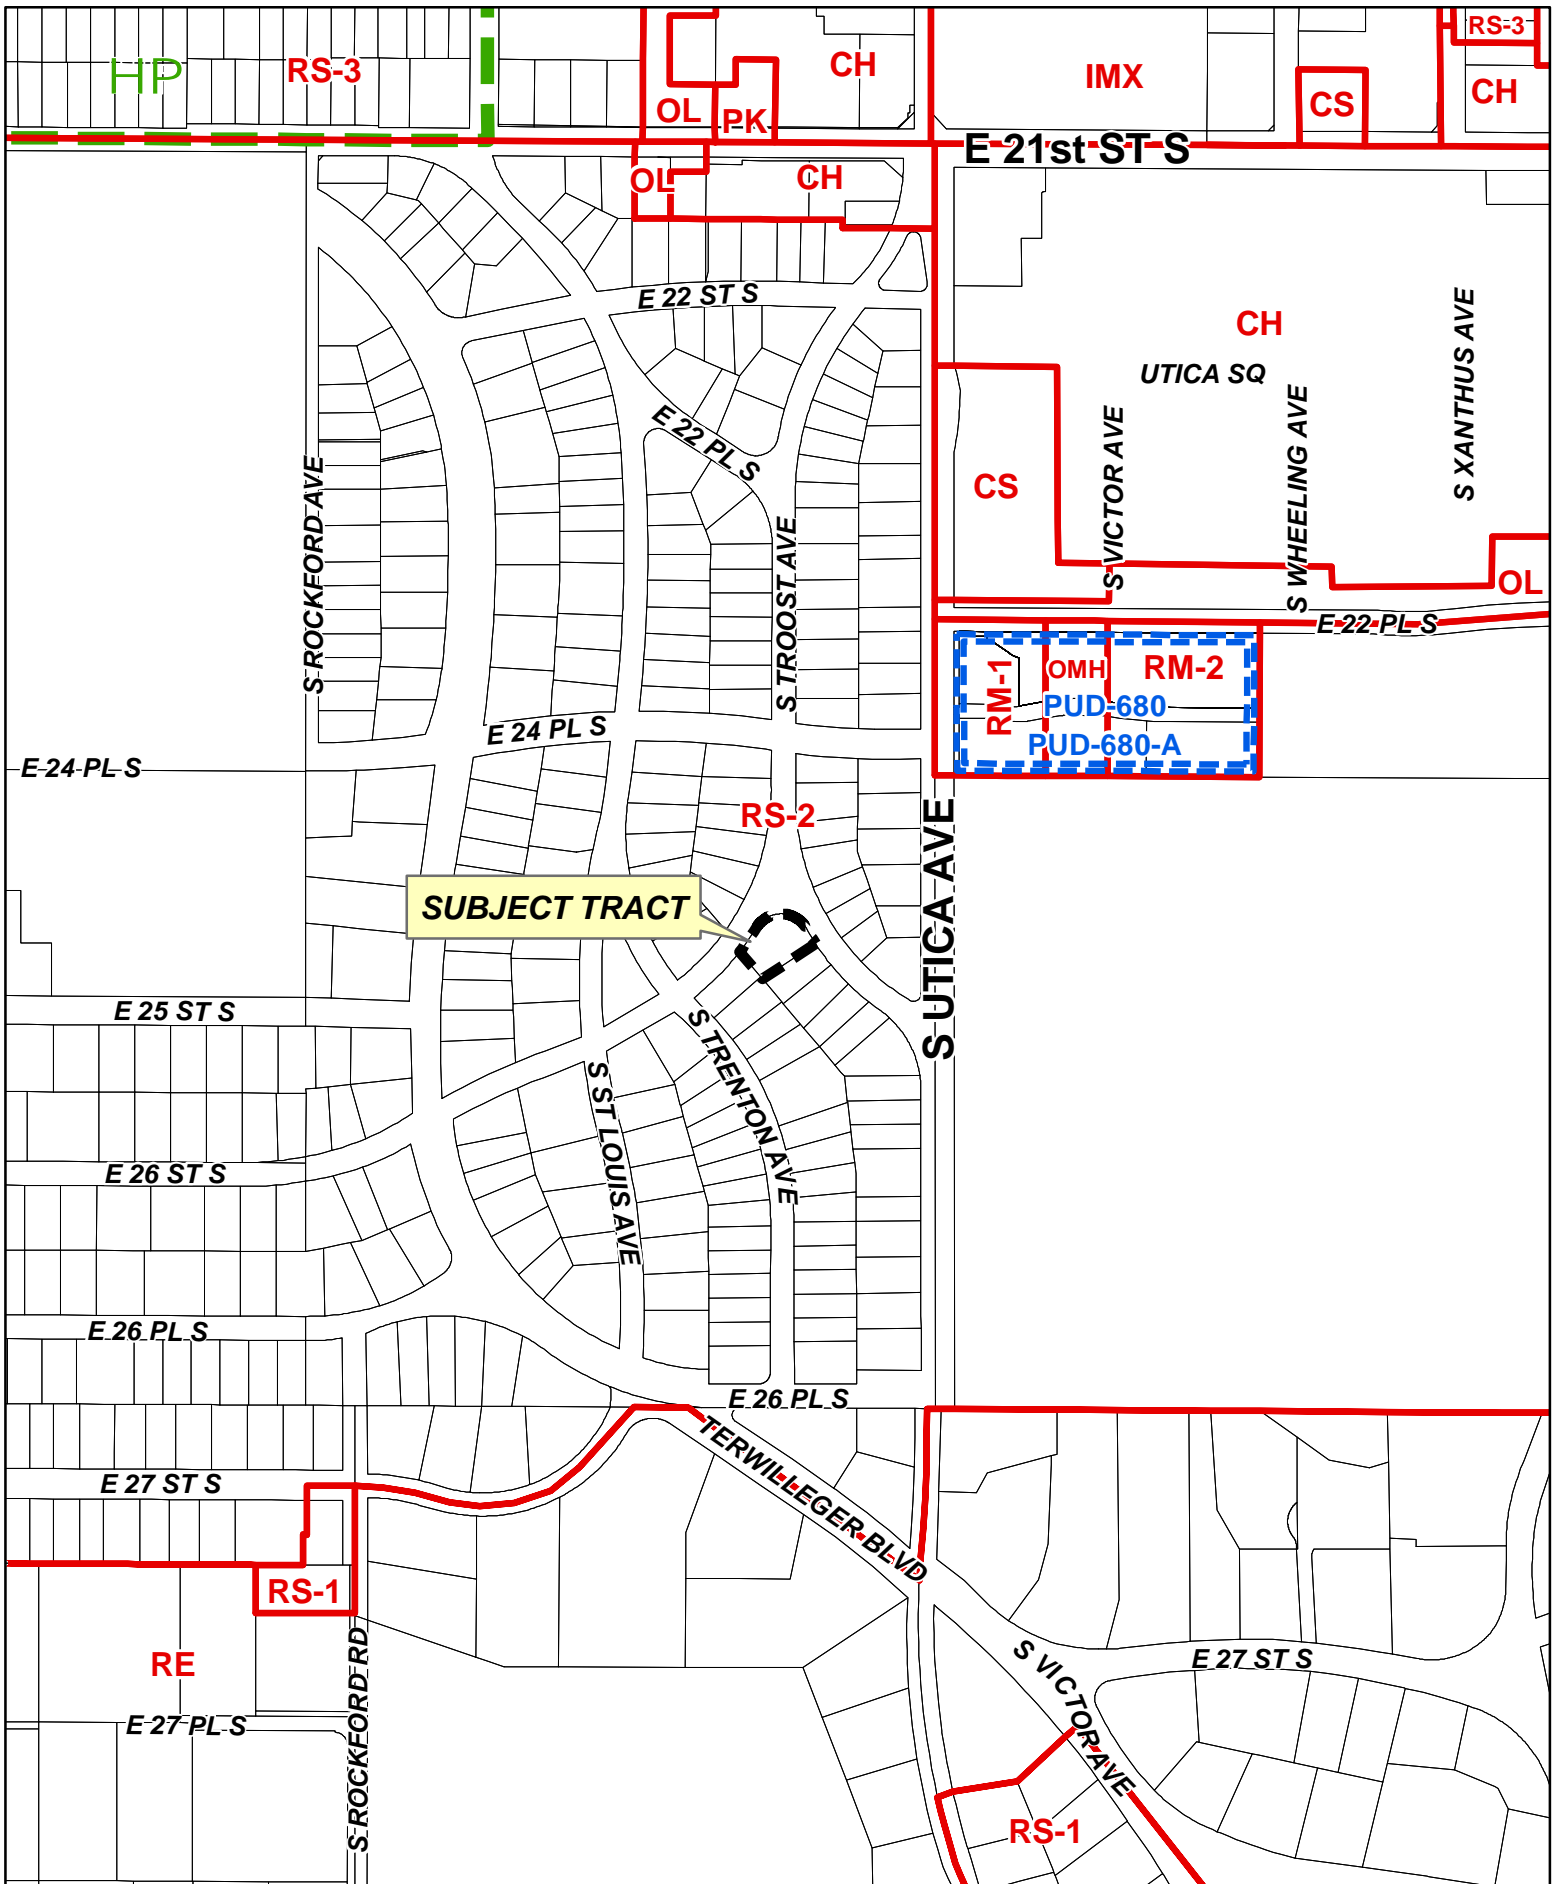 HP
RS-3
OL
PK
CH
IMX
CS
RS-3
CH
E 21st ST S
OL
CH
E 22 ST S
CH
UTICA SQ
S XANTHUS AVE
S WHEELING AVE
S VICTOR AVE
E 22 PL S
CS
S ROCKFORD AVE
S TROOST AVE
OL
E 22 PL S
RM-1
OMH
RM-2
PUD-680
PUD-680-A
E 24 PL S
E 24 PL S
RS-2
SUBJECT TRACT
S UTICA AVE
E 25 ST S
S TRENTON AVE
S ST LOUIS AVE
E 26 ST S
E 26 PL S
E 26 PL S
TERWILLEGER BLVD
E 27 ST S
RS-1
RE
S ROCKFORD RD
E 27 PL S
S VICTOR AVE
E 27 ST S
RS-1